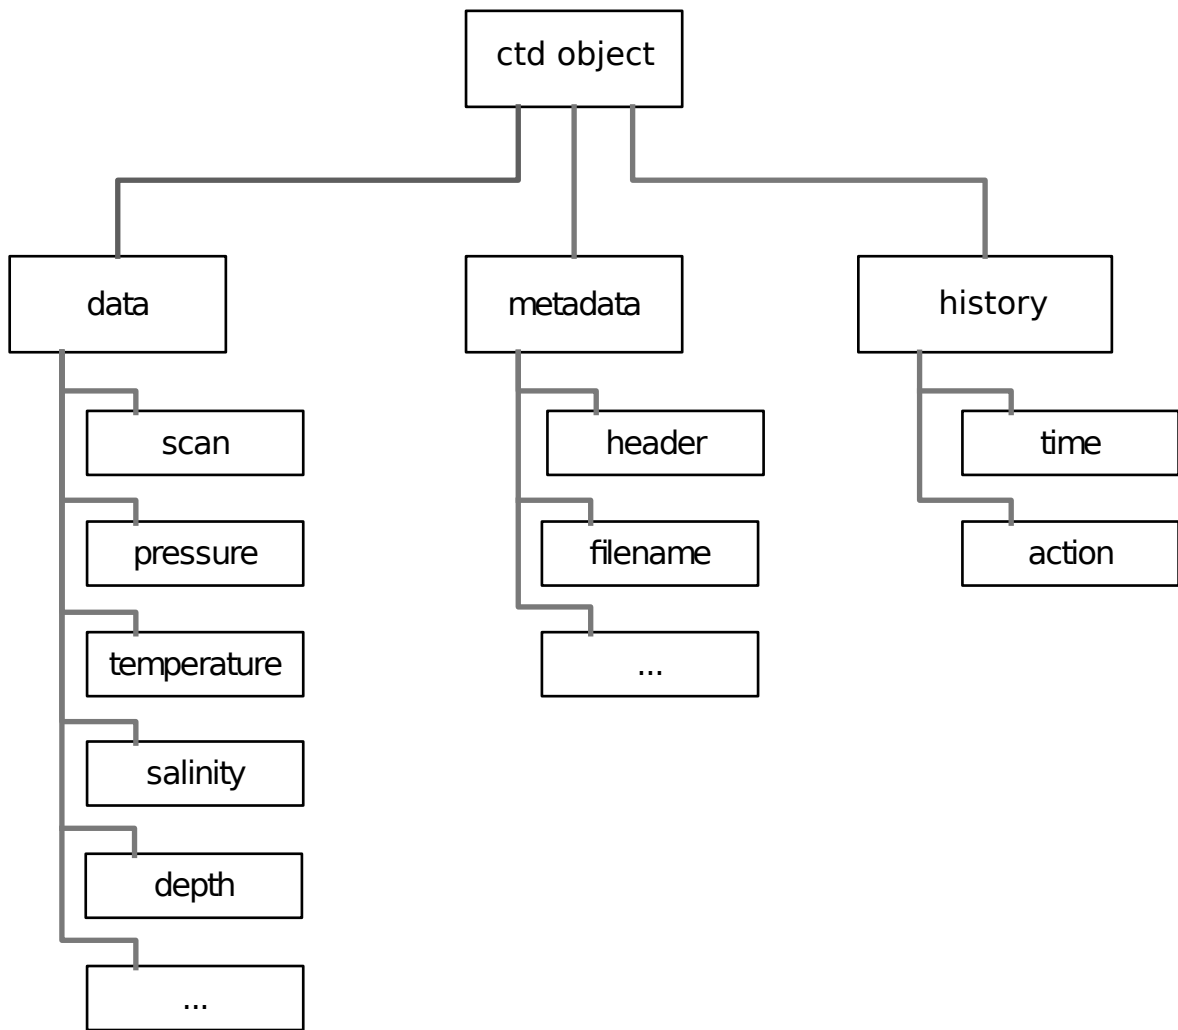 ctd object
data
metadata
history
scan
header
time
pressure
filename
action
temperature
...
salinity
depth
...